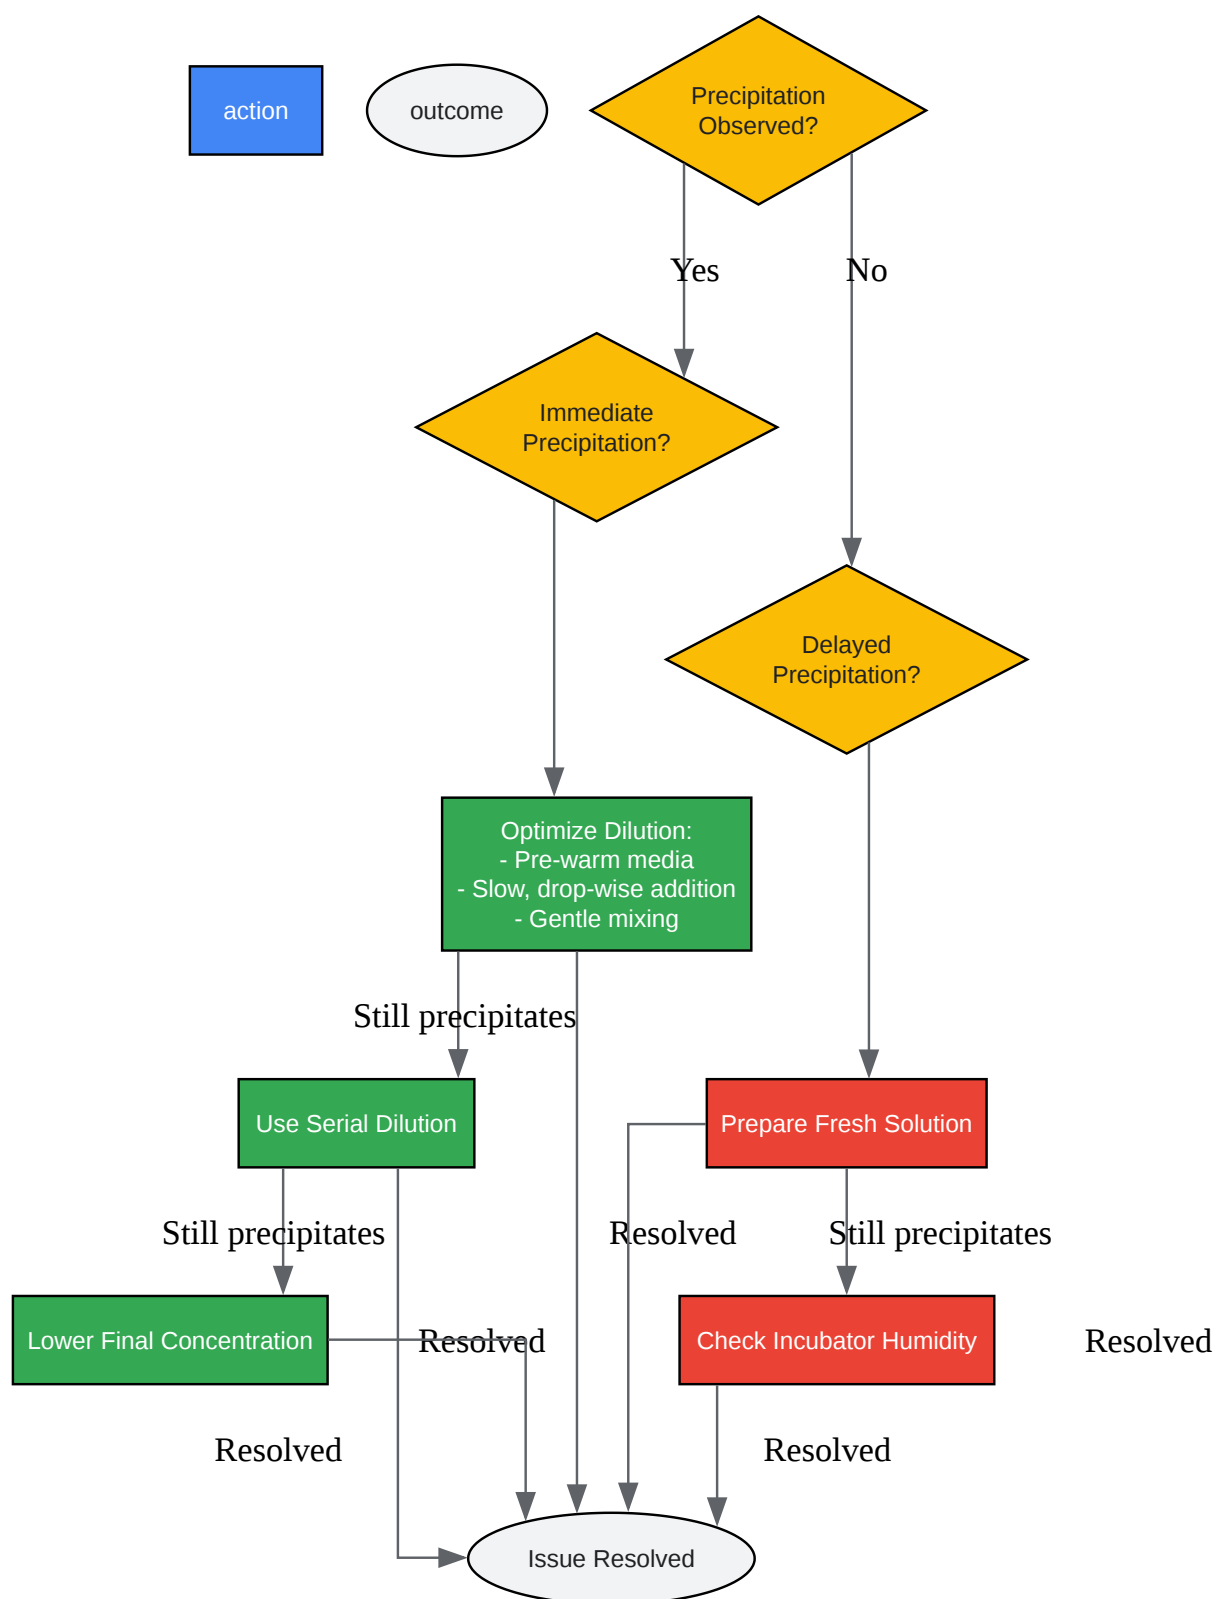 action
outcome
Precipitation
Observed?
Yes
No
Immediate
Precipitation?
Delayed
Precipitation?
Optimize Dilution:
- Pre-warm media
- Slow, drop-wise addition
- Gentle mixing
Still precipitates
Use Serial Dilution
Prepare Fresh Solution
Still precipitates
Resolved
Still precipitates
Lower Final Concentration
Resolved
Check Incubator Humidity
Resolved
Resolved
Resolved
Issue Resolved